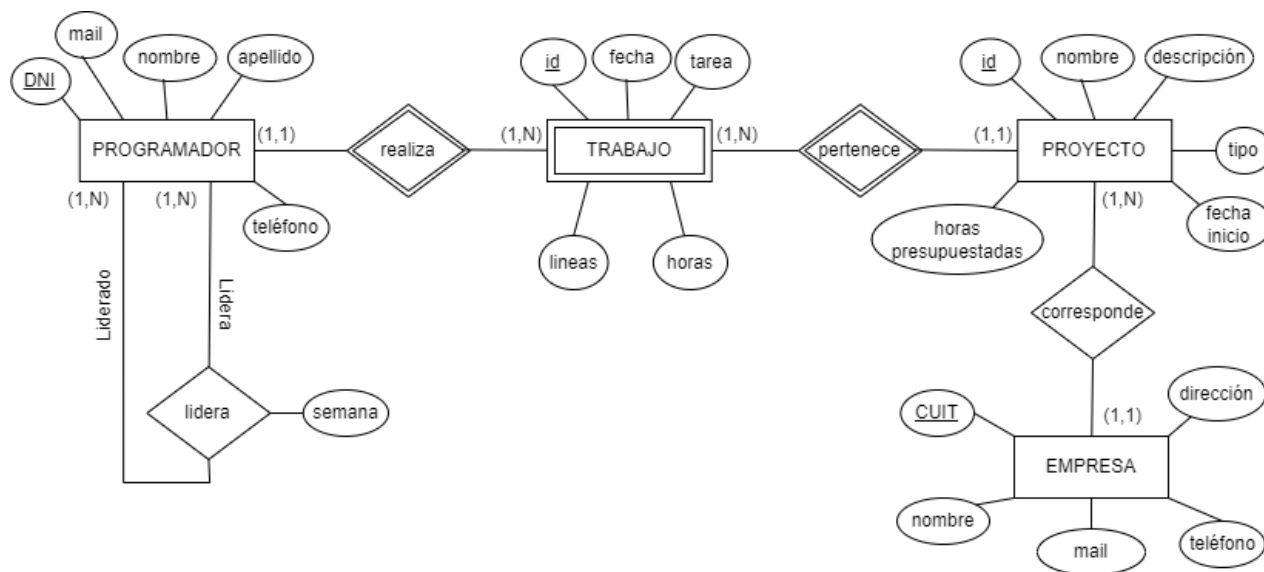 mail
nombre
apellido
DNI
PROGRAMADOR
(1,1)
realiza
(1,N)
id
fecha
tarea
TRABAJO
(1,N)
pertenece
(1,1)
id
nombre
descripción
PROYECTO
tipo
(1,N)
(1,N)
teléfono
lineas
horas
horas
presupuestadas
(1,N)
fecha
inicio
Liderado
Lidera
corresponde
lidera
semana
CUIT
(1,1)
dirección
EMPRESA
nombre
mail
teléfono